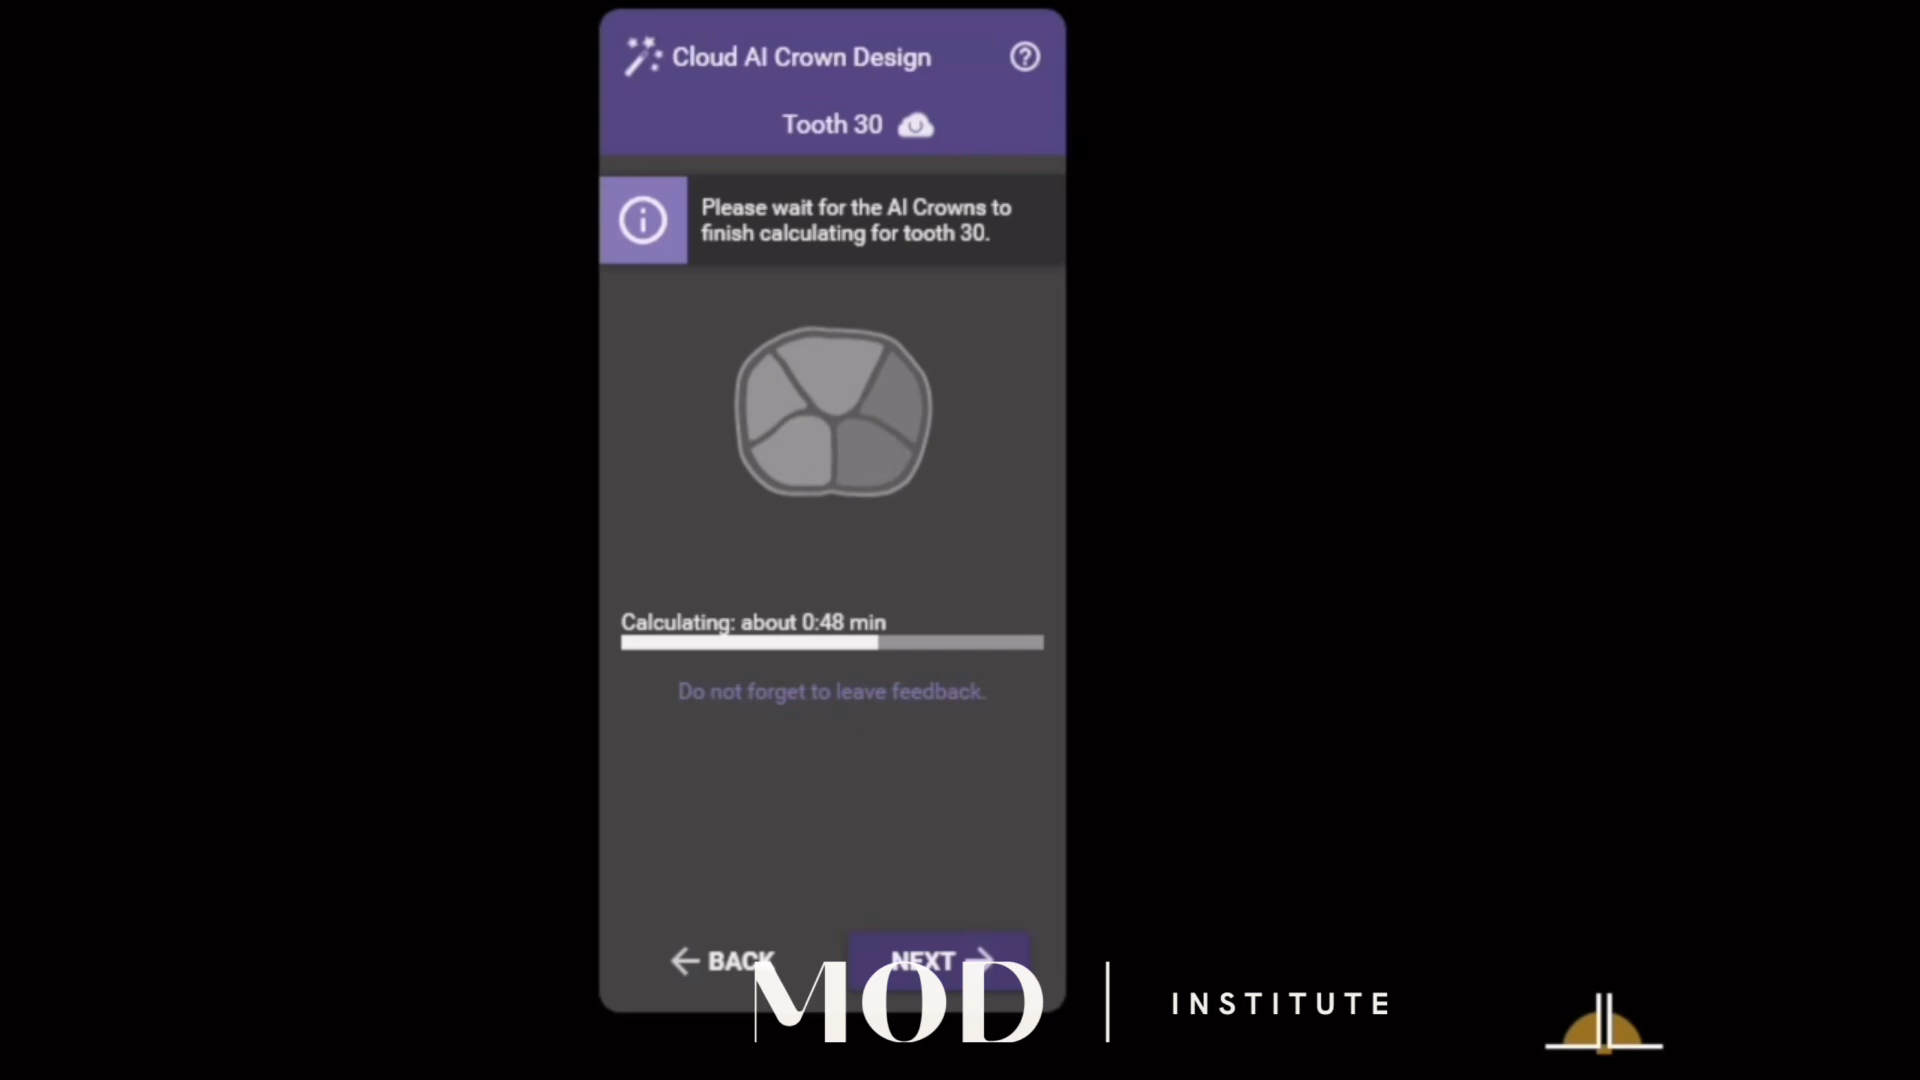 Cloud AI Crown Design
Tooth 30
Please wait for the AI Crowns to
finish calculating for tooth 30.
Calculating: about 0:48 min
Do not forget to leave feedback.
BACK
NEXT
MOD
INSTITUTE